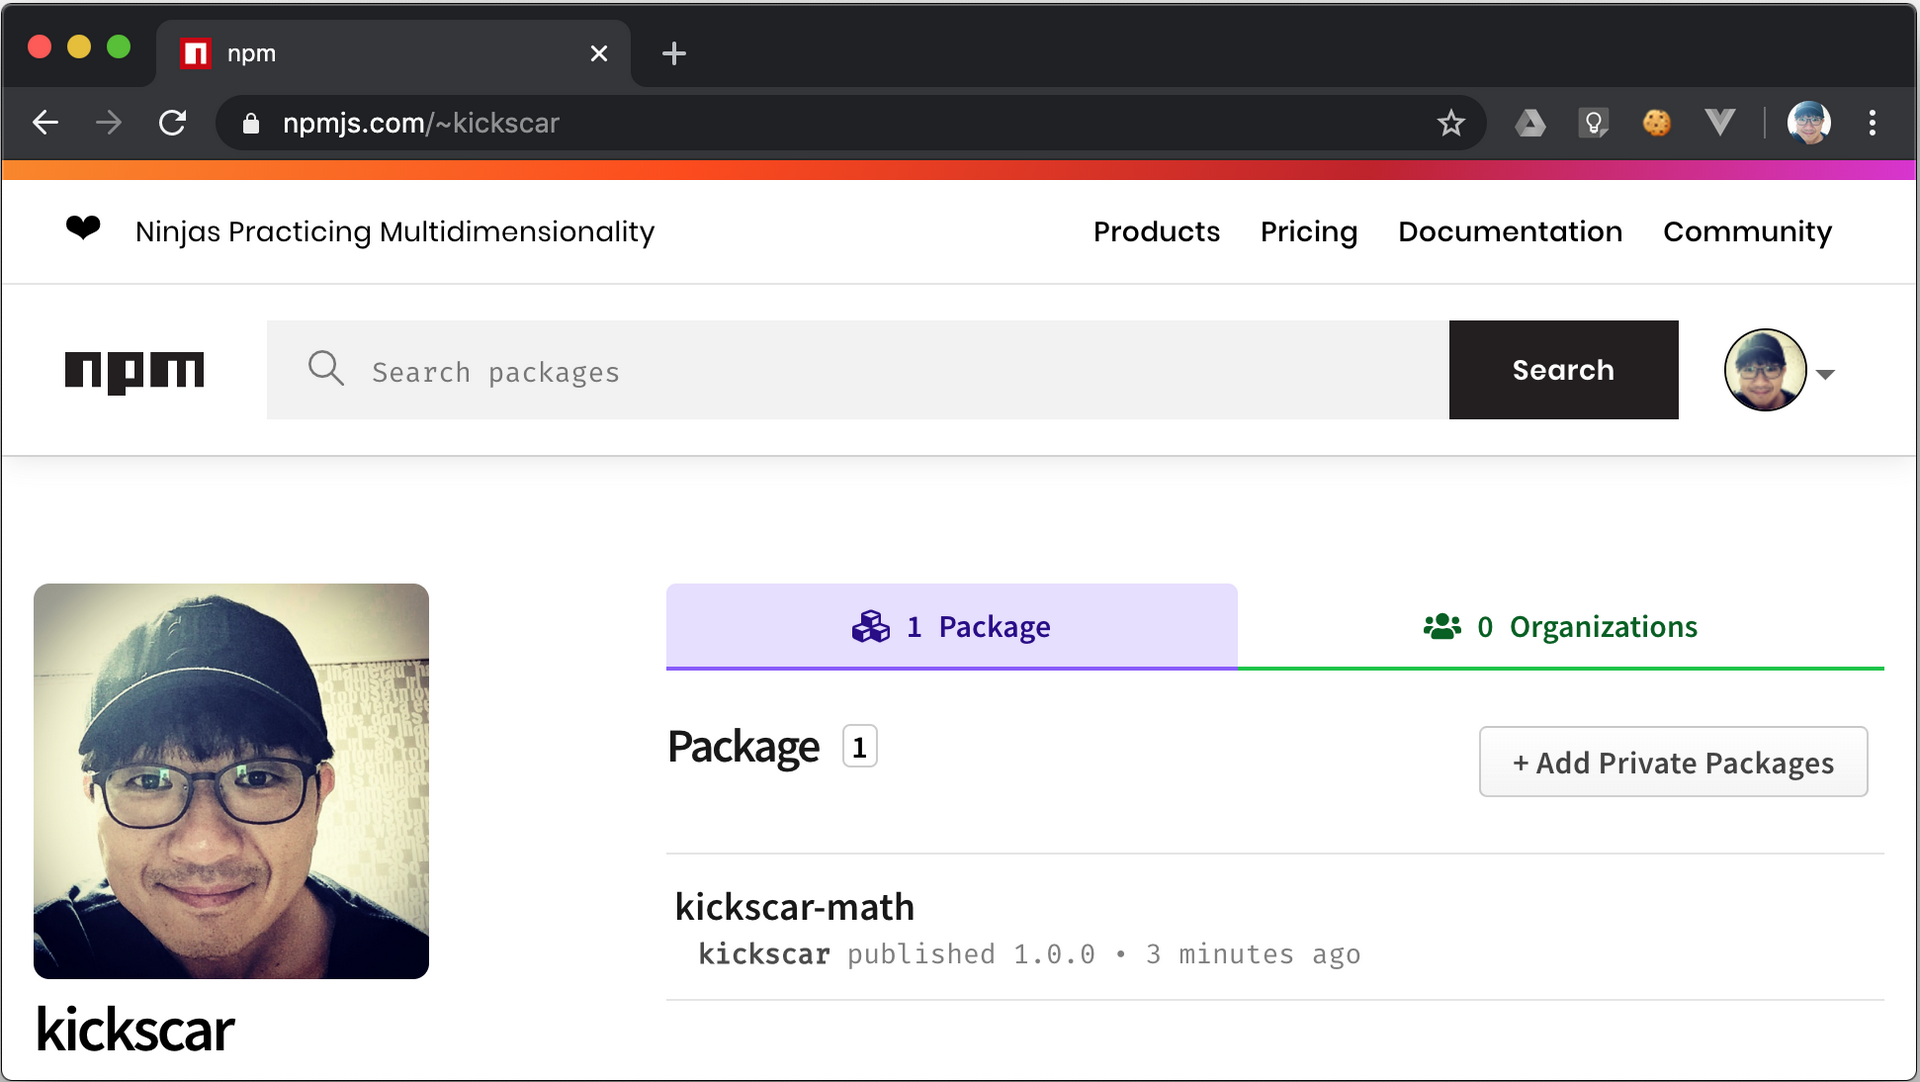 npm
npmjs.com/~kickscar
Ninjas Practicing Multidimensionality
Products Pricing Documentation Community
npm Search packages Search
1 Package 0 Organizations
Package 1
+ Add Private Packages
kickscar-math
kickscar published 1.0.0 • 3 minutes ago
kickscar